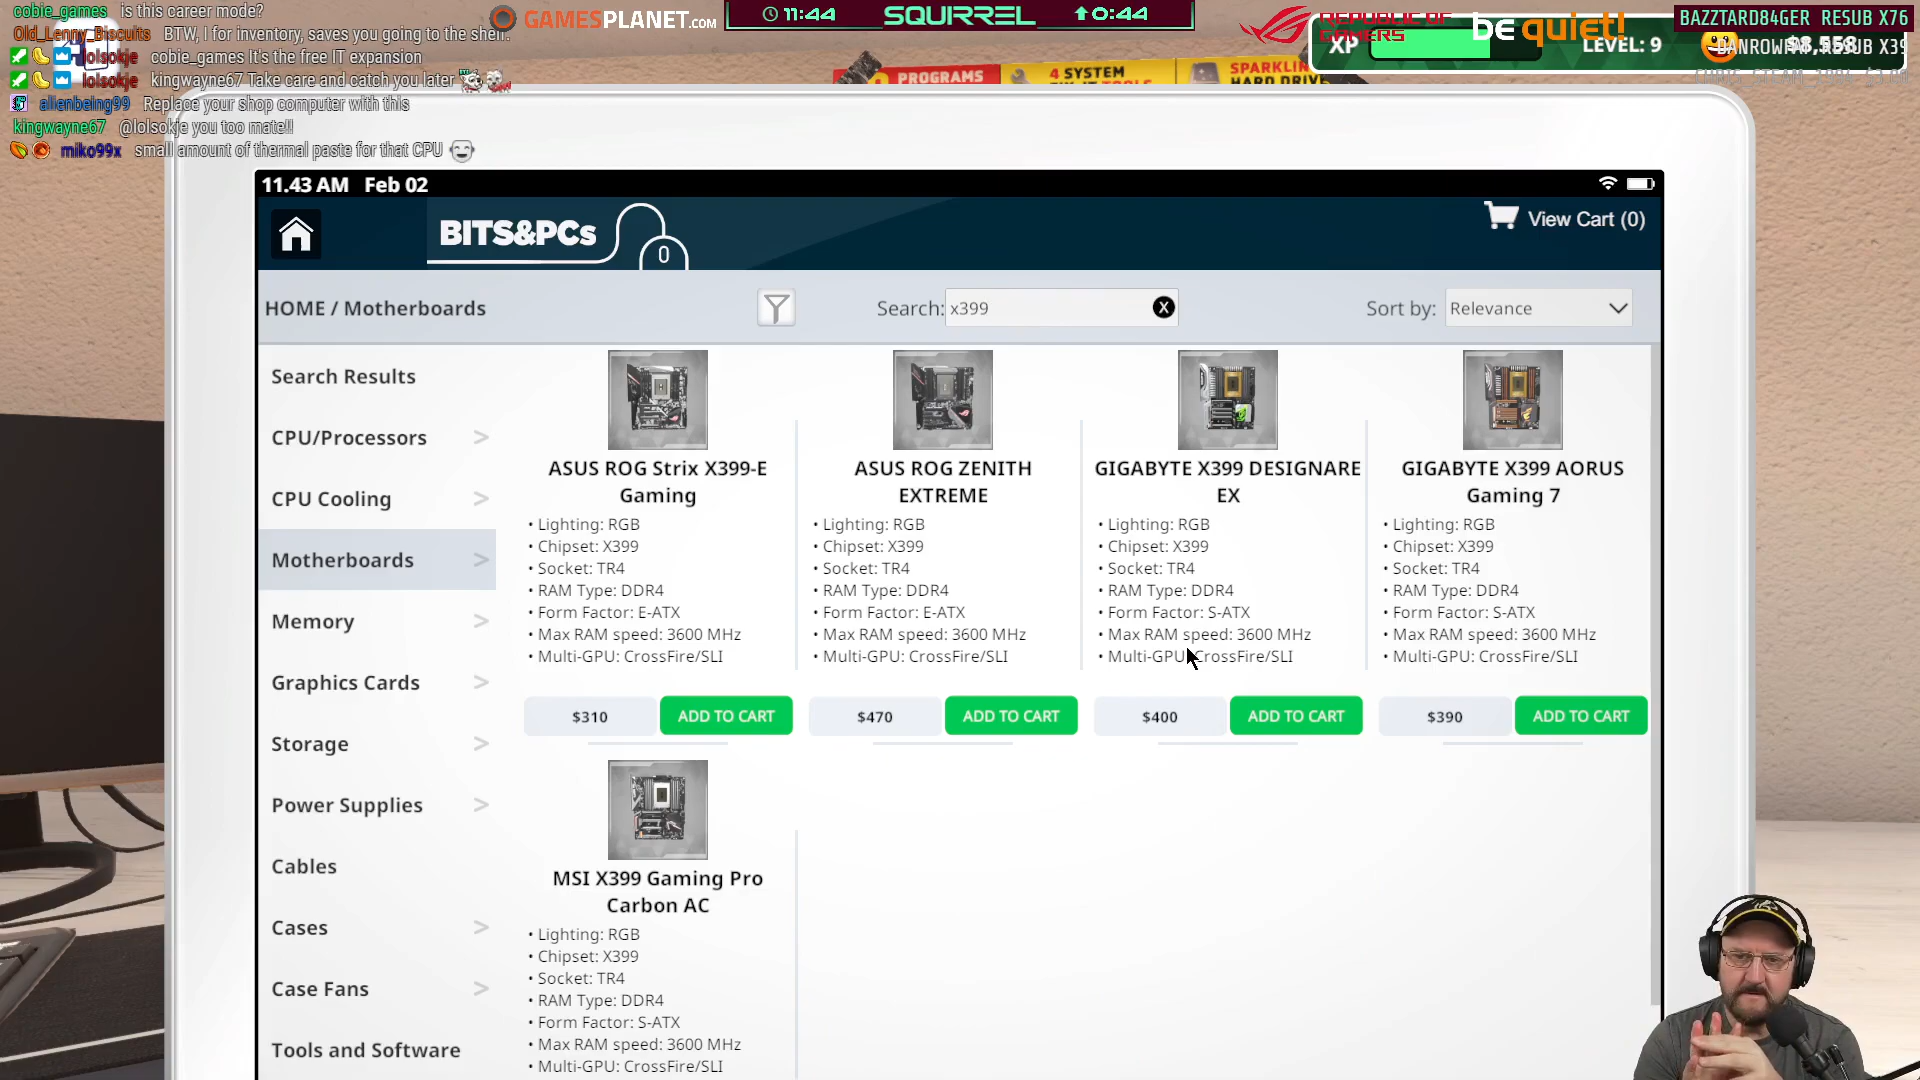 cobie_games is this career mode?
Old_Lenny_Biscuits BTW, I for inventory, saves you going to the shelf.
lolsokje cobie_games It's the free IT expansion
lolsokje kingwayne67 Take care and catch you later
alienbeing99 Replace your shop computer with this
kingwayne67 @lolsokje you too mate!!
miko99x small amount of thermal paste for that CPU
GAMESPLANET.COM
11:44 SQUIRREL 0:44
REPUBLIC OF GAMERS
be quiet!
XP
LEVEL: 9
BAZZTARD84GER RESUB X76
PROGRAMS
4 SYSTEM
SPARKLIN
HARD DRIVE
11.43 AM Feb 02
BITS&PCs
0
View Cart (0)
HOME / Motherboards
Search: x399
X
Sort by: Relevance
Search Results
CPU/Processors >
CPU Cooling >
Motherboards >
Memory >
Graphics Cards >
Storage >
Power Supplies >
Cables
Cases >
Case Fans >
Tools and Software
ASUS ROG Strix X399-E
Gaming
• Lighting: RGB
• Chipset: X399
• Socket: TR4
• RAM Type: DDR4
• Form Factor: E-ATX
• Max RAM speed: 3600 MHz
• Multi-GPU: CrossFire/SLI
$310 ADD TO CART
ASUS ROG ZENITH
EXTREME
• Lighting: RGB
• Chipset: X399
• Socket: TR4
• RAM Type: DDR4
• Form Factor: E-ATX
• Max RAM speed: 3600 MHz
• Multi-GPU: CrossFire/SLI
$470 ADD TO CART
GIGABYTE X399 DESIGNARE
EX
• Lighting: RGB
• Chipset: X399
• Socket: TR4
• RAM Type: DDR4
• Form Factor: S-ATX
• Max RAM speed: 3600 MHz
• Multi-GPU: CrossFire/SLI
$400 ADD TO CART
GIGABYTE X399 AORUS
Gaming 7
• Lighting: RGB
• Chipset: X399
• Socket: TR4
• RAM Type: DDR4
• Form Factor: S-ATX
• Max RAM speed: 3600 MHz
• Multi-GPU: CrossFire/SLI
$390 ADD TO CART
MSI X399 Gaming Pro
Carbon AC
• Lighting: RGB
• Chipset: X399
• Socket: TR4
• RAM Type: DDR4
• Form Factor: S-ATX
• Max RAM speed: 3600 MHz
• Multi-GPU: CrossFire/SLI